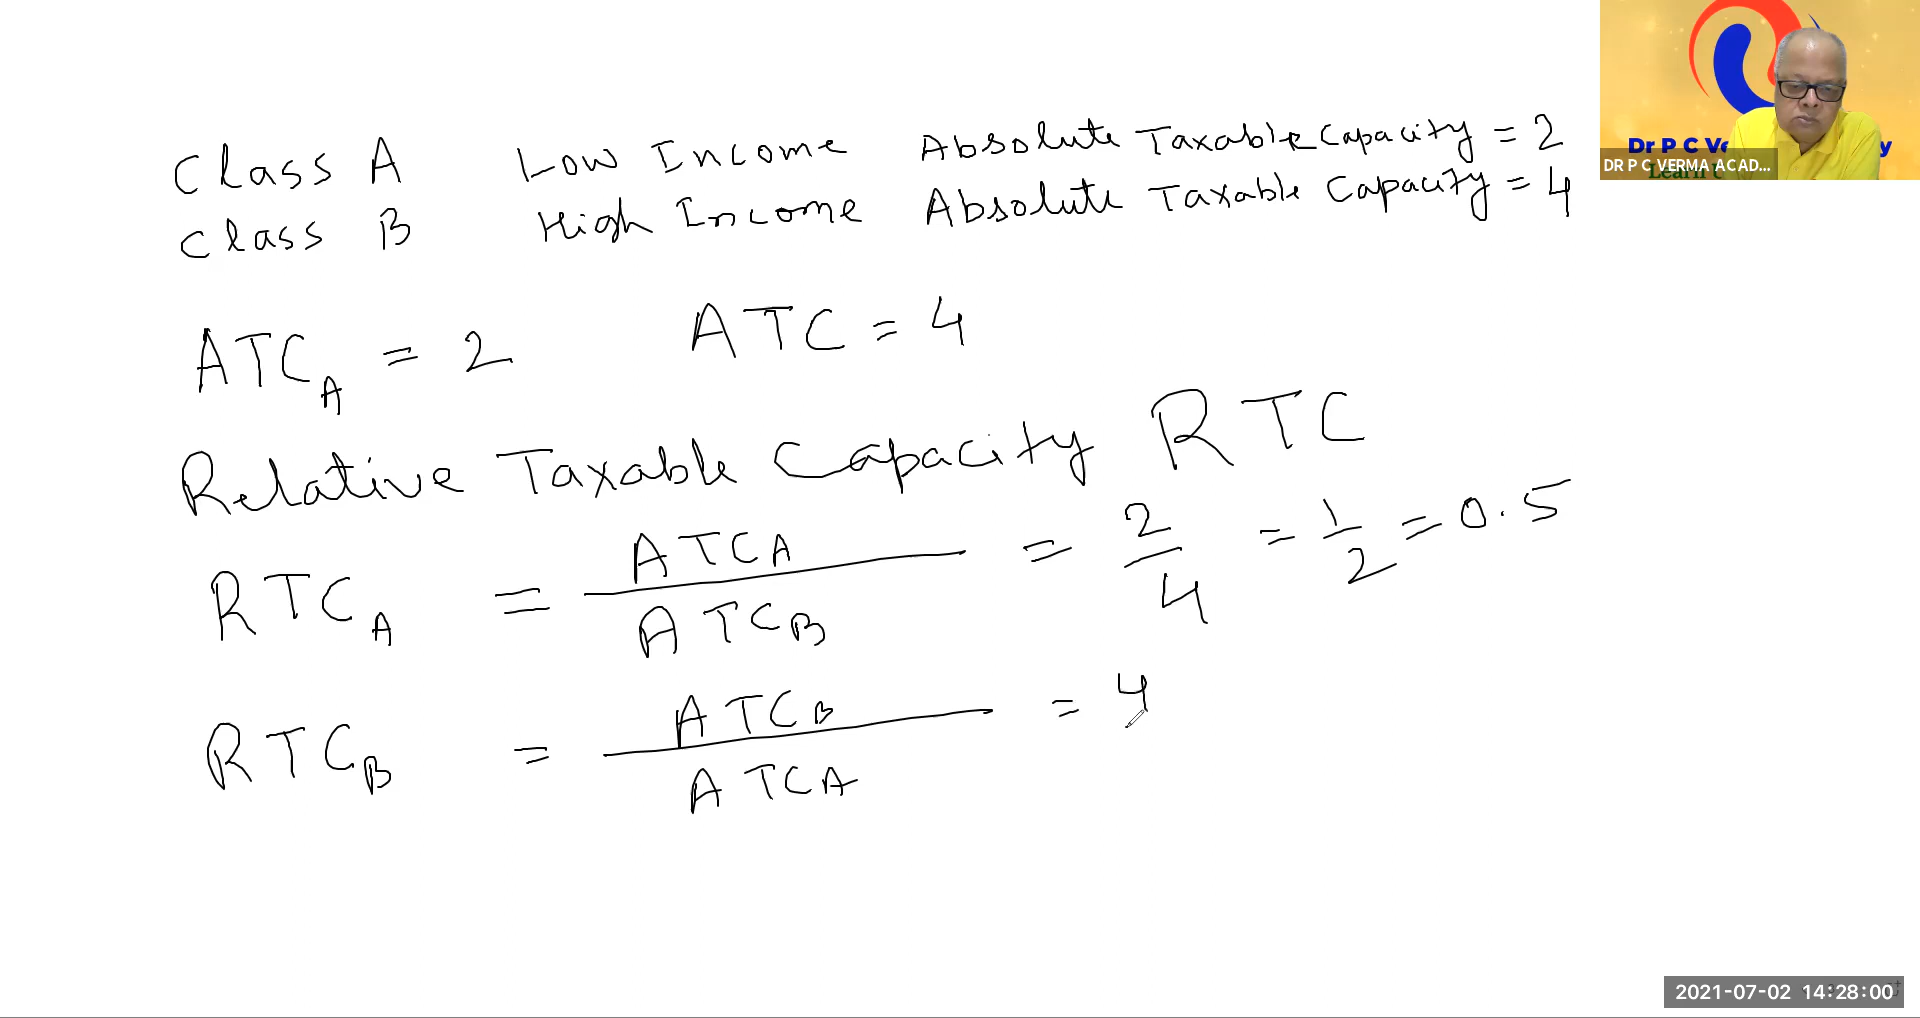 Class A Low Income Absolute Taxable Capacity = 2
Class B High Income Absolute Taxable Capacity = 4
ATC_A = 2 ATC = 4
Relative Taxable Capacity RTC
RTC_A = ATC_A / ATC_B = 2/4 = 1/2 = 0.5
RTC_B = ATC_B / ATC_A = 4
Dr P C Ve y
DR P C VERMA ACAD...
2021-07-02 14:28:00